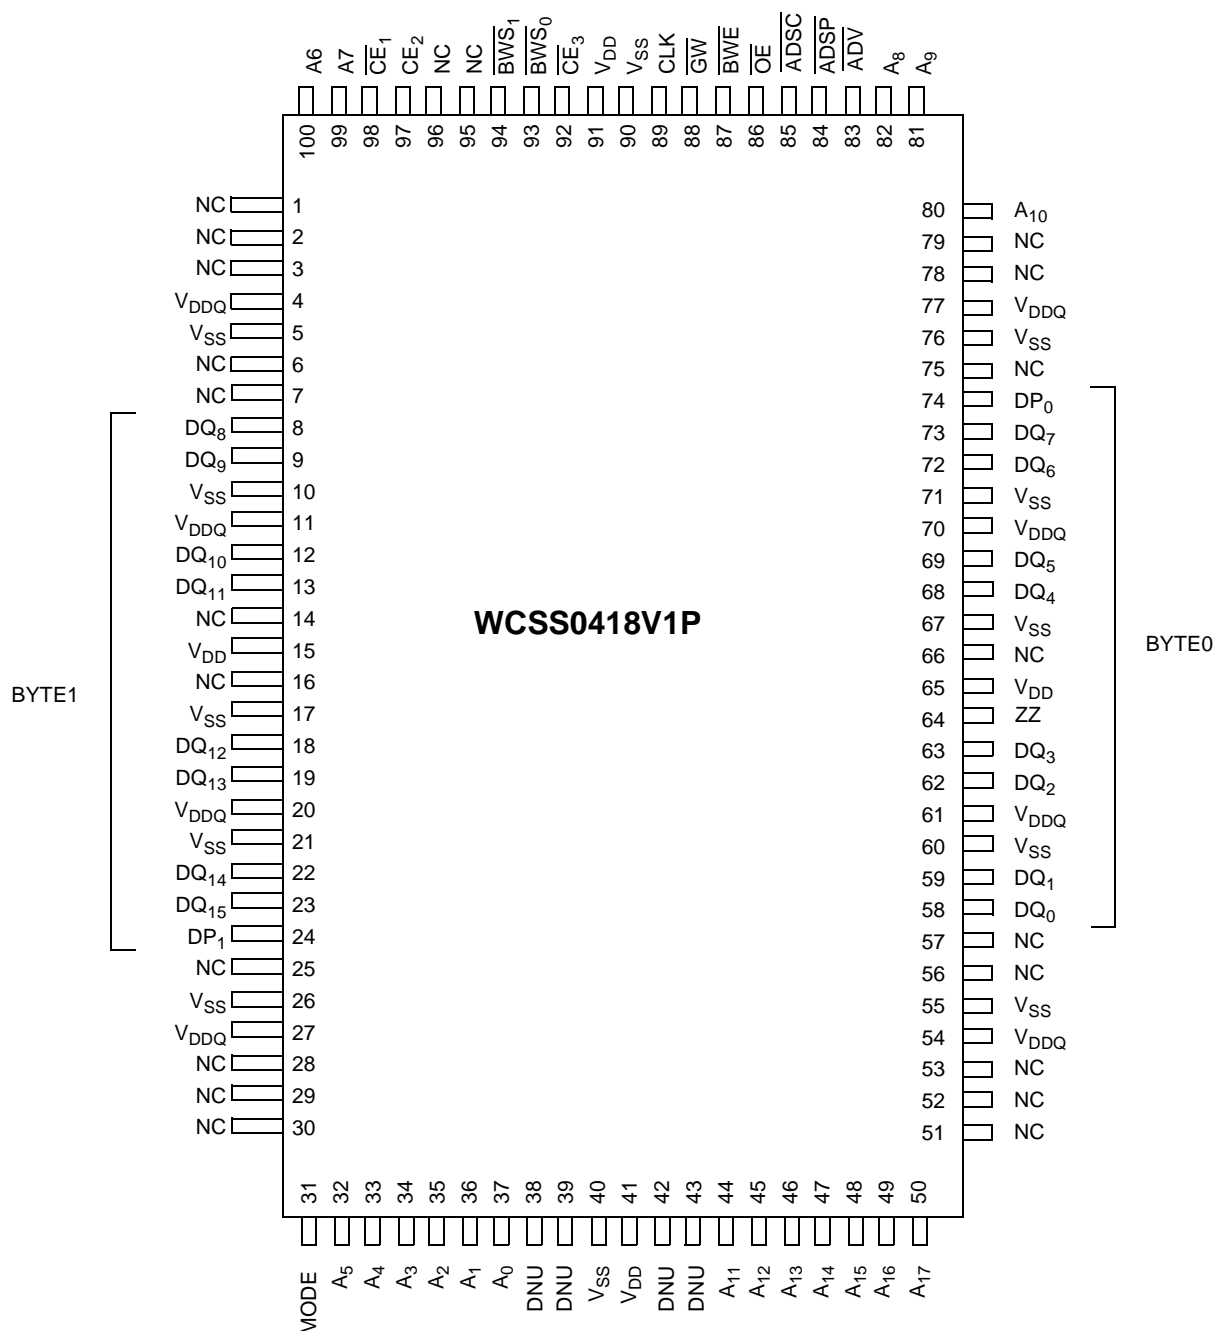 A6 A7 CE1 CE2 NC NC BWS1 BWS0 CE3 VDD VSS CLK GW BWE OE ADSC ADSP ADV A8 A9
100 99 98 97 96 95 94 93 92 91 90 89 88 87 86 85 84 83 82 81
NC 1
NC 2
NC 3
VDDQ 4
VSS 5
NC 6
NC 7
DQ8 8
DQ9 9
VSS 10
VDDQ 11
DQ10 12
DQ11 13
NC 14
VDD 15
NC 16
VSS 17
DQ12 18
DQ13 19
VDDQ 20
VSS 21
DQ14 22
DQ15 23
DP1 24
NC 25
VSS 26
VDDQ 27
NC 28
NC 29
NC 30
BYTE1
WCSS0418V1P
80 A10
79 NC
78 NC
77 VDDQ
76 VSS
75 NC
74 DP0
73 DQ7
72 DQ6
71 VSS
70 VDDQ
69 DQ5
68 DQ4
67 VSS
66 NC
65 VDD
64 ZZ
63 DQ3
62 DQ2
61 VDDQ
60 VSS
59 DQ1
58 DQ0
57 NC
56 NC
55 VSS
54 VDDQ
53 NC
52 NC
51 NC
BYTE0
31 32 33 34 35 36 37 38 39 40 41 42 43 44 45 46 47 48 49 50
MODE A5 A4 A3 A2 A1 A0 DNU DNU VSS VDD DNU DNU A11 A12 A13 A14 A15 A16 A17